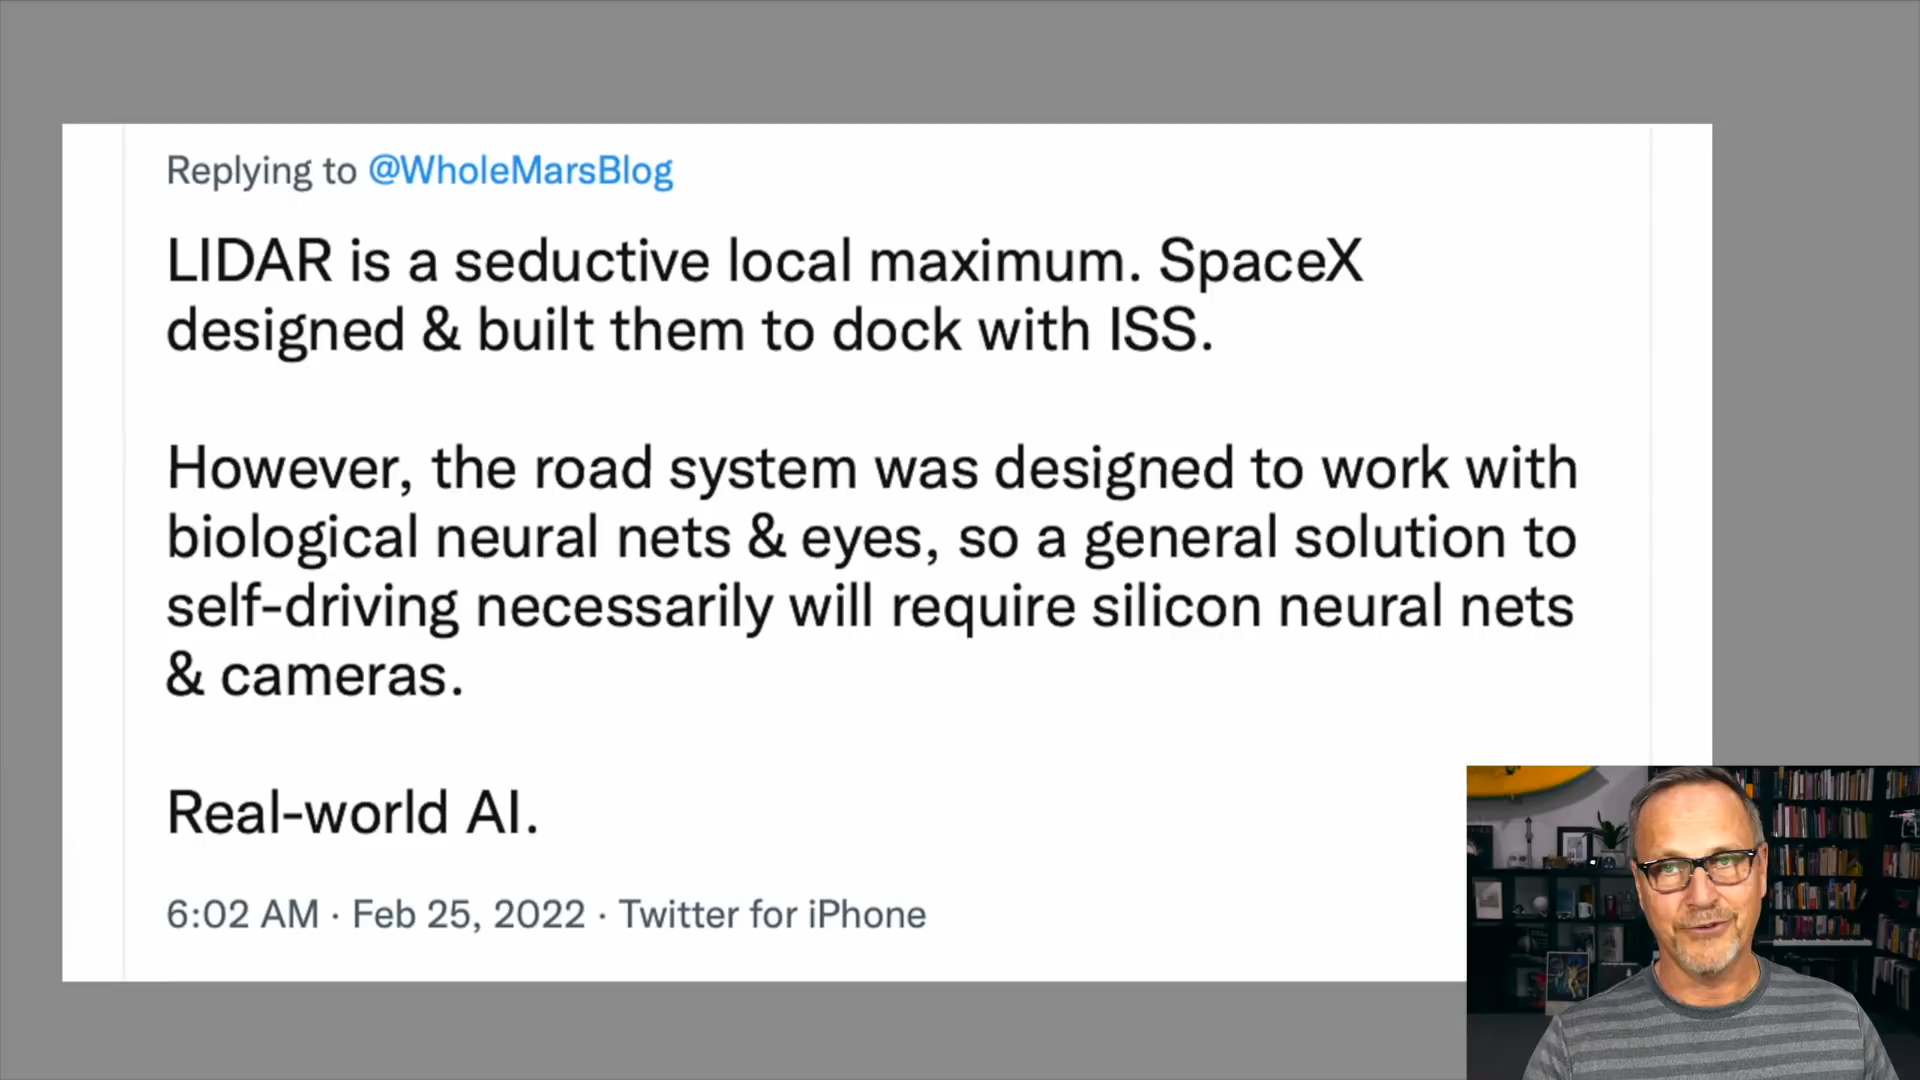 Replying to @WholeMarsBlog
LIDAR is a seductive local maximum. SpaceX
designed & built them to dock with ISS.
However, the road system was designed to work with
biological neural nets & eyes, so a general solution to
self-driving necessarily will require silicon neural nets
& cameras.
Real-world AI.
6:02 AM · Feb 25, 2022 · Twitter for iPhone